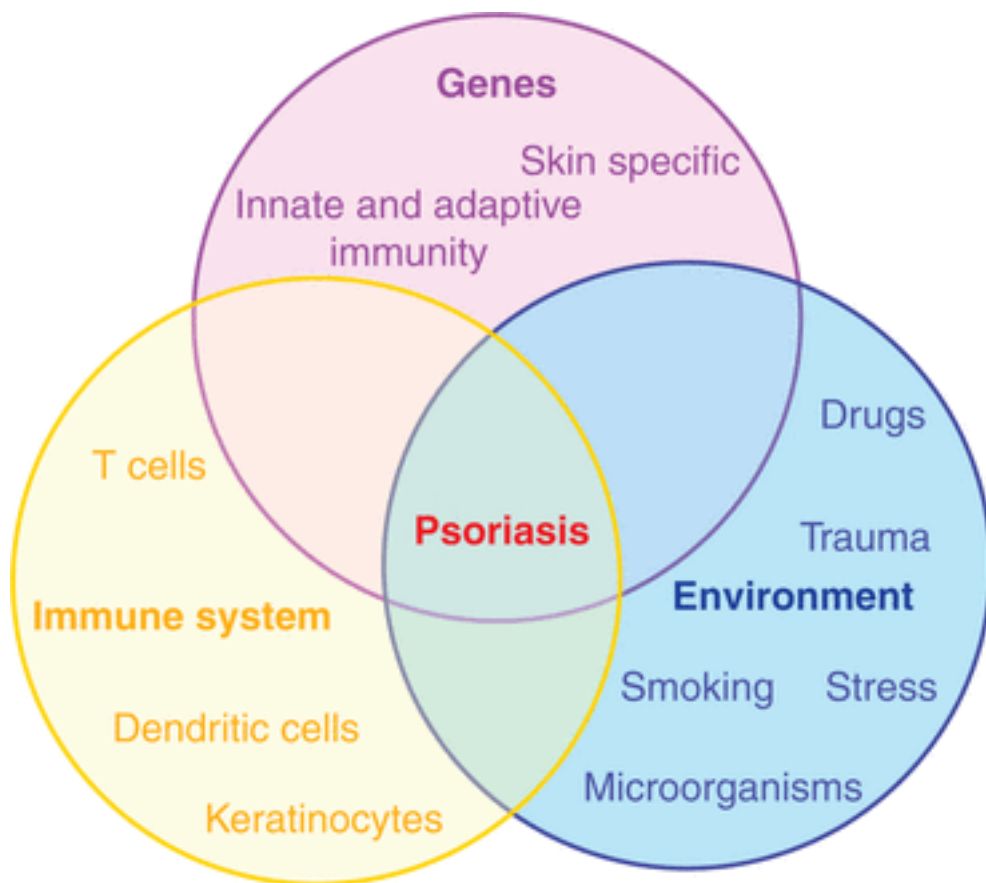 Genes
Skin specific
Innate and adaptive
immunity
Drugs
T cells
Psoriasis
Trauma
Environment
Immune system
Smoking
Stress
Dendritic cells
Microorganisms
Keratinocytes